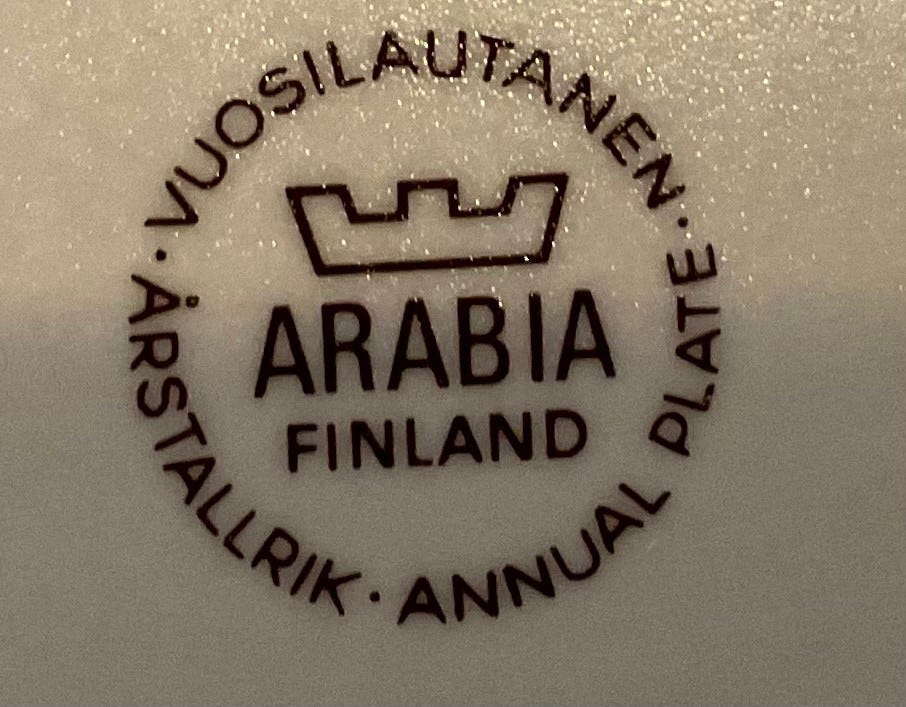 · VUOSILAUTANEN · ANNUAL PLATE · ÅRSTALLRIK
ARABIA
FINLAND